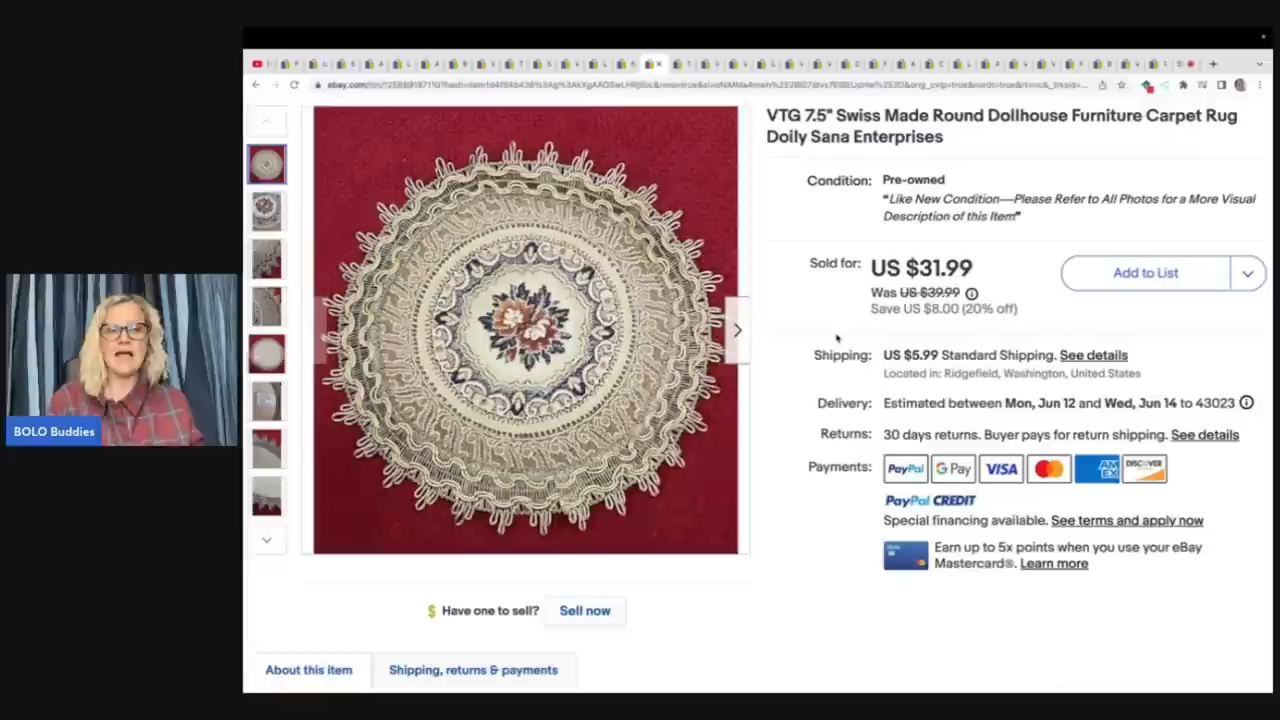 VTG 7.5" Swiss Made Round Dollhouse Furniture Carpet Rug
Doily Sana Enterprises
Condition: Pre-owned
“Like New Condition—Please Refer to All Photos for a More Visual
Description of this Item”
Sold for: US $31.99
Add to List
Was US $39.99
Save US $8.00 (20% off)
Shipping: US $5.99 Standard Shipping. See details
Located in: Ridgefield, Washington, United States
Delivery: Estimated between Mon, Jun 12 and Wed, Jun 14 to 43023
Returns: 30 days returns. Buyer pays for return shipping. See details
Payments: PayPal G Pay VISA AM EX DISCOVER
PayPal CREDIT
Special financing available. See terms and apply now
Earn up to 5x points when you use your eBay
Mastercard®. Learn more
BOLO Buddies
$ Have one to sell? Sell now
About this item Shipping, returns & payments